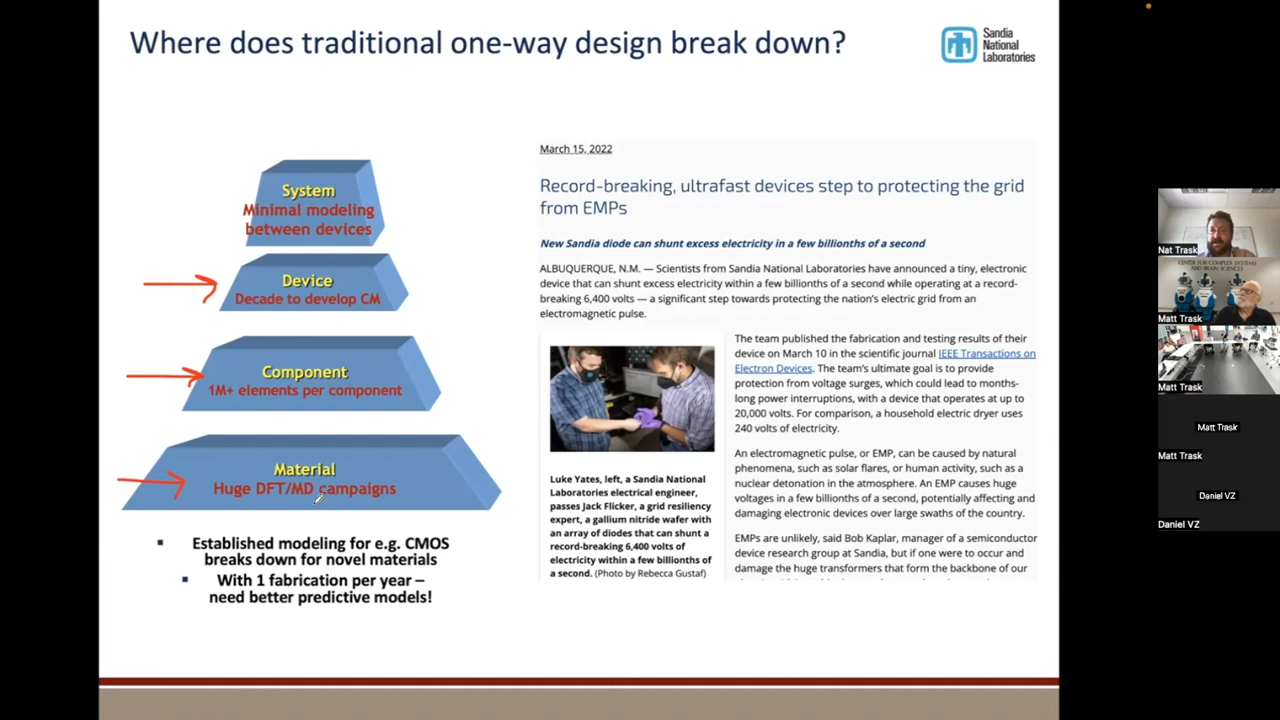 Where does traditional one-way design break down?
Sandia
National
Laboratories
System
Minimal modeling
between devices
Device
Decade to develop CM
Component
1M+ elements per component
Material
Huge DFT/MD campaigns
▪ Established modeling for e.g. CMOS
breaks down for novel materials
▪ With 1 fabrication per year –
need better predictive models!
March 15, 2022
Record-breaking, ultrafast devices step to protecting the grid
from EMPs
New Sandia diode can shunt excess electricity in a few billionths of a second
ALBUQUERQUE, N.M. — Scientists from Sandia National Laboratories have announced a tiny, electronic
device that can shunt excess electricity within a few billionths of a second while operating at a record-
breaking 6,400 volts — a significant step towards protecting the nation's electric grid from an
electromagnetic pulse.
Luke Yates, left, a Sandia National
Laboratories electrical engineer,
passes Jack Flicker, a grid resiliency
expert, a gallium nitride wafer with
an array of diodes that can shunt a
record-breaking 6,400 volts of
electricity within a few billionths of
a second. (Photo by Rebecca Gustaf)
The team published the fabrication and testing results of their
device on March 10 in the scientific journal IEEE Transactions on
Electron Devices. The team's ultimate goal is to provide
protection from voltage surges, which could lead to months-
long power interruptions, with a device that operates at up to
20,000 volts. For comparison, a household electric dryer uses
240 volts of electricity.
An electromagnetic pulse, or EMP, can be caused by natural
phenomena, such as solar flares, or human activity, such as a
nuclear detonation in the atmosphere. An EMP causes huge
voltages in a few billionths of a second, potentially affecting and
damaging electronic devices over large swaths of the country.
EMPs are unlikely, said Bob Kaplar, manager of a semiconductor
device research group at Sandia, but if one were to occur and
damage the huge transformers that form the backbone of our
Nat Trask
CENTER FOR COMPLEX SYSTEMS
AND BRAIN SCIENCES
Matt Trask
Matt Trask
Matt Trask
Matt Trask
Daniel VZ
Daniel VZ